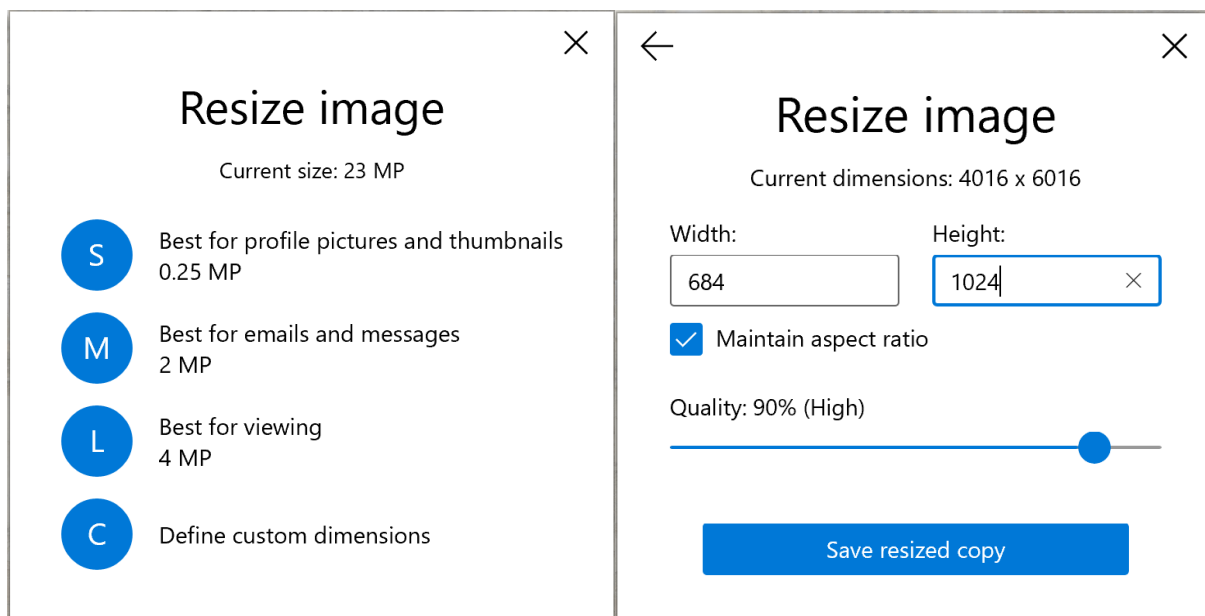 Resize image
Current size: 23 MP
S
Best for profile pictures and thumbnails
0.25 MP
M
Best for emails and messages
2 MP
L
Best for viewing
4 MP
C
Define custom dimensions
Resize image
Current dimensions: 4016 x 6016
Width:
Height:
684
1024
Maintain aspect ratio
Quality: 90% (High)
Save resized copy